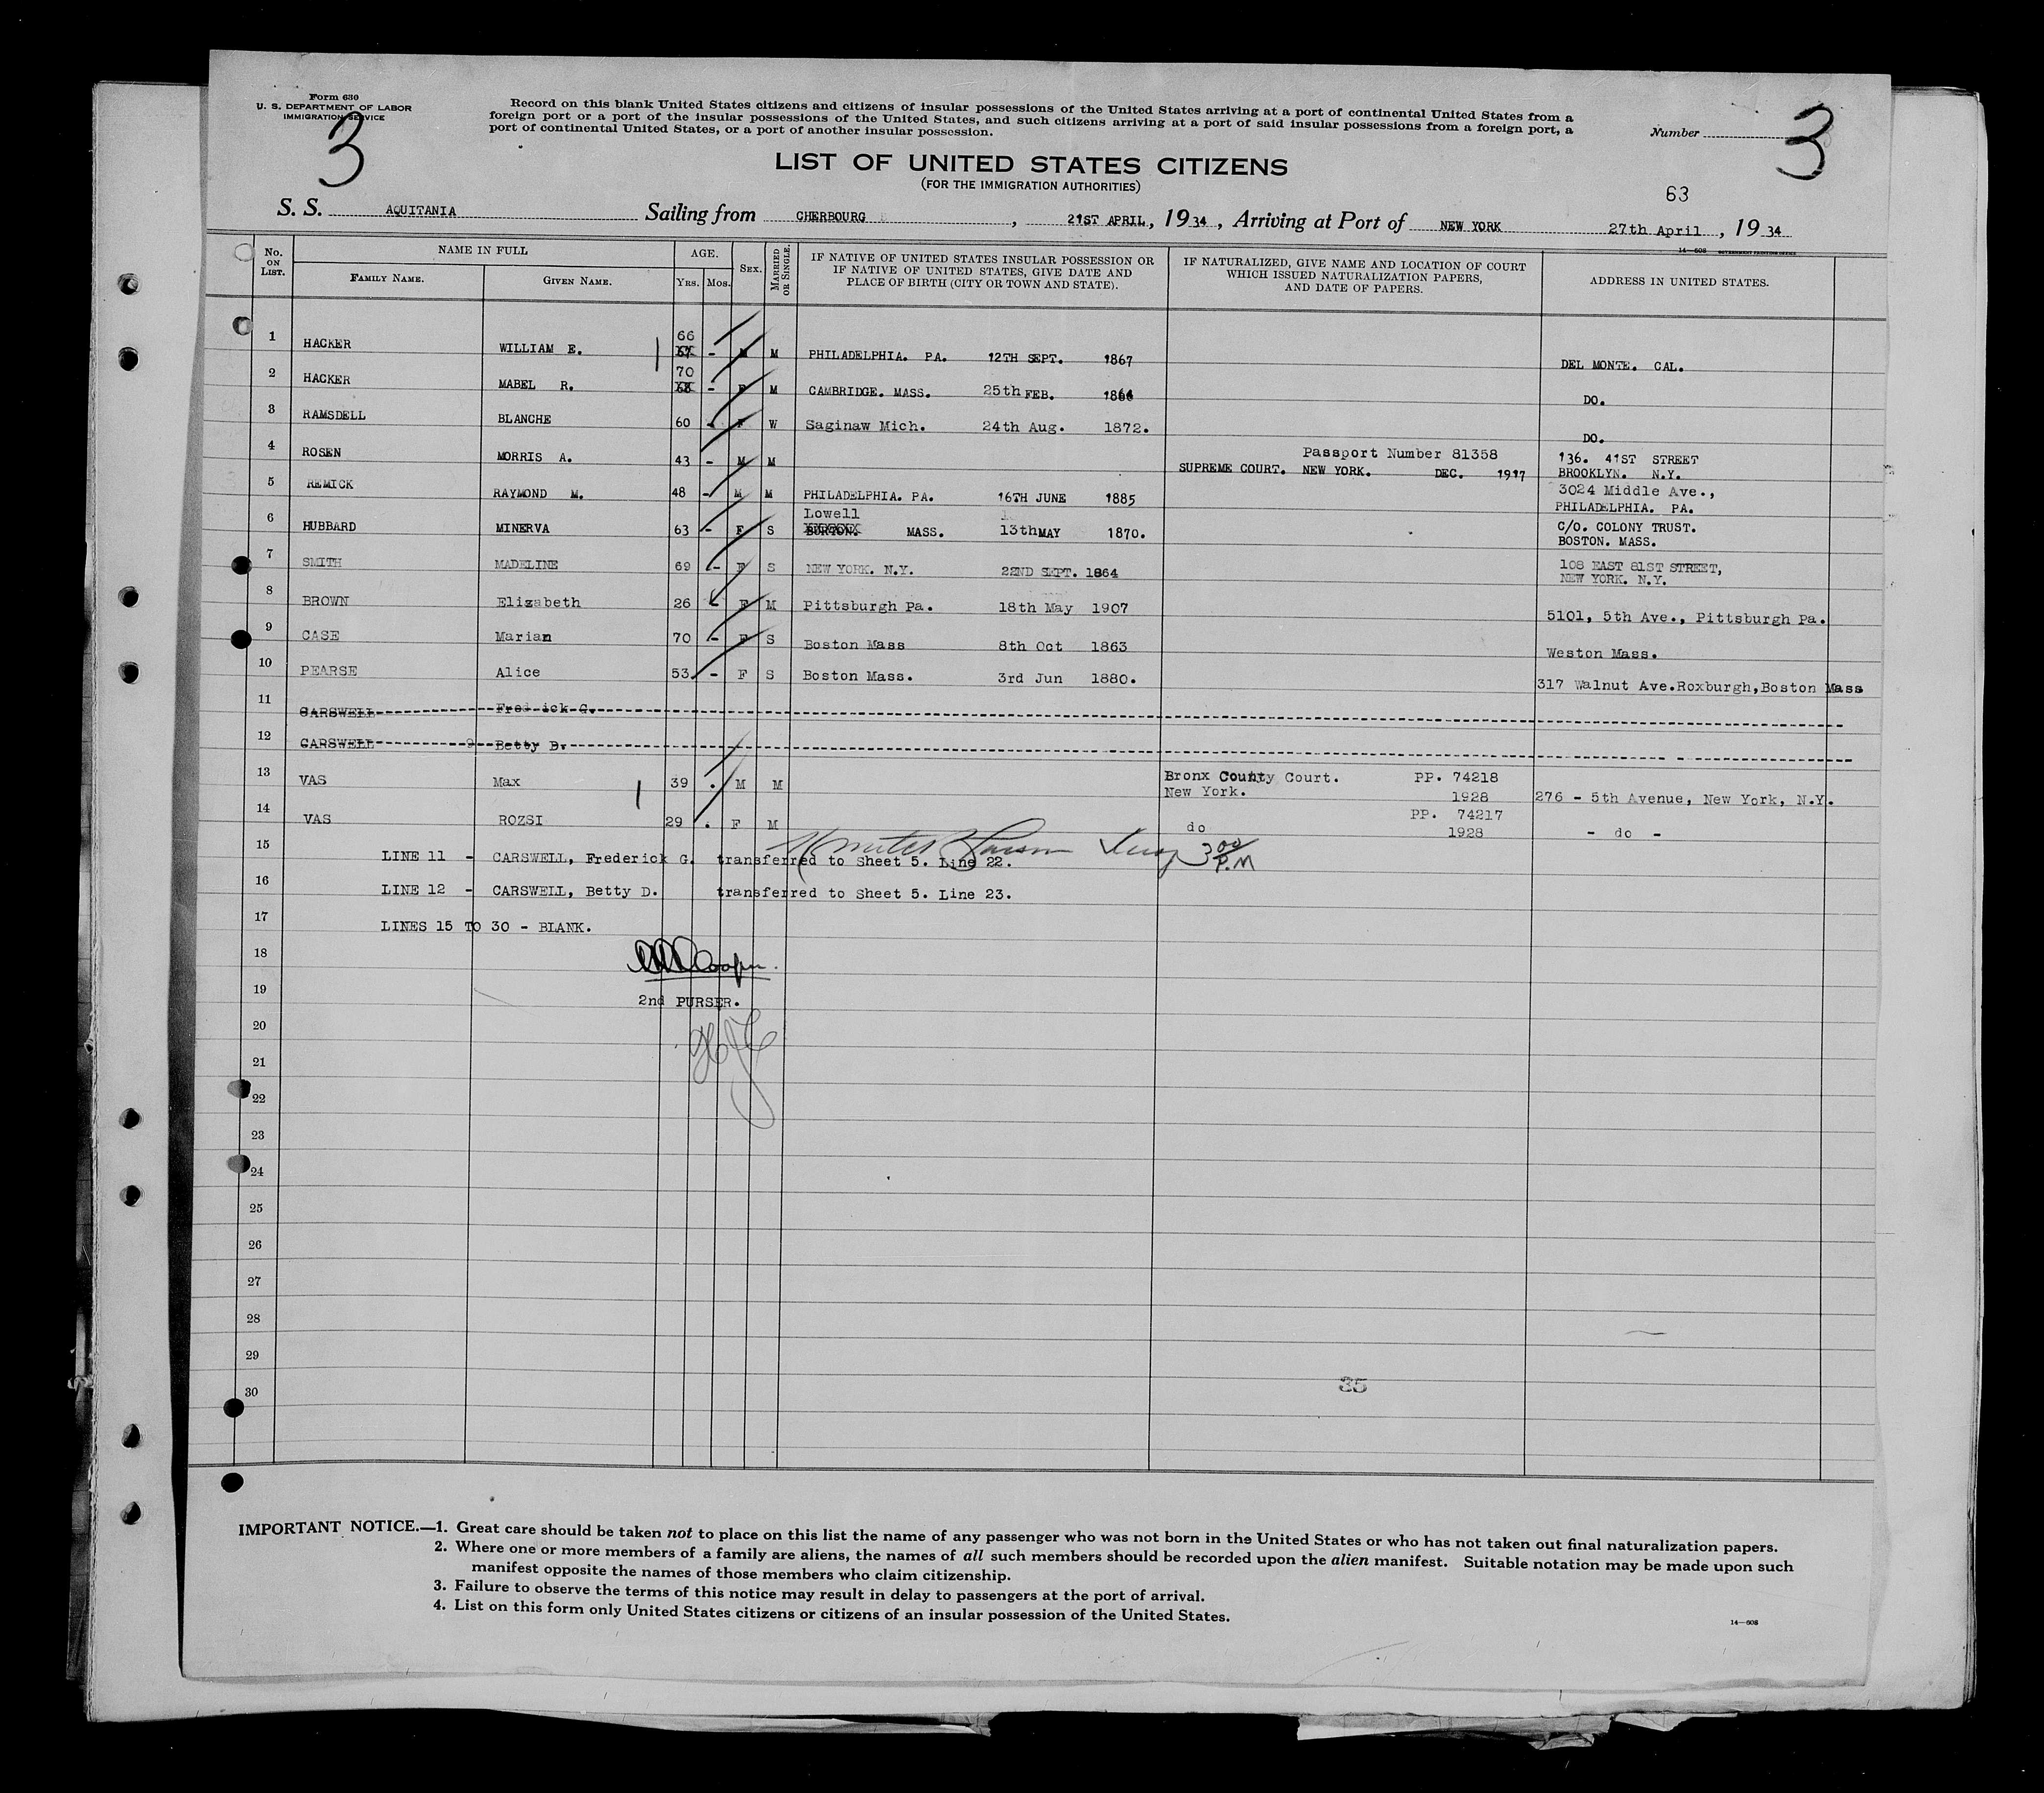 Form 630
U. S. DEPARTMENT OF LABOR
IMMIGRATION SERVICE
3
Record on this blank United States citizens and citizens of insular possessions of the United States arriving at a port of continental United States from a
foreign port or a port of the insular possessions of the United States, and such citizens arriving at a port of said insular possessions from a foreign port, a
port of continental United States, or a port of another insular possession.
Number 3
LIST OF UNITED STATES CITIZENS
(FOR THE IMMIGRATION AUTHORITIES)
63
S. S. AQUITANIA Sailing from CHERBOURG, 21ST APRIL, 1934, Arriving at Port of NEW YORK 27th April, 1934
14—608 GOVERNMENT PRINTING OFFICE
No. ON LIST. NAME IN FULL FAMILY NAME. GIVEN NAME. AGE. YRS. MOS. SEX. MARRIED OR SINGLE. IF NATIVE OF UNITED STATES INSULAR POSSESSION OR IF NATIVE OF UNITED STATES, GIVE DATE AND PLACE OF BIRTH (CITY OR TOWN AND STATE). IF NATURALIZED, GIVE NAME AND LOCATION OF COURT WHICH ISSUED NATURALIZATION PAPERS, AND DATE OF PAPERS. ADDRESS IN UNITED STATES.
1 HACKER WILLIAM E. 66 67 - M M PHILADELPHIA. PA. 12TH SEPT. 1867 DEL MONTE. CAL.
2 HACKER MABEL R. 70 - F M CAMBRIDGE. MASS. 25th FEB. 1864 DO.
3 RAMSDELL BLANCHE 60 - F W Saginaw Mich. 24th Aug. 1872. DO.
4 ROSEN MORRIS A. 43 - M M Passport Number 81358 136. 41ST STREET
SUPREME COURT. NEW YORK. DEC. 1917 BROOKLYN. N.Y.
5 REMICK RAYMOND M. 48 - M M PHILADELPHIA. PA. 16TH JUNE 1885 3024 Middle Ave.,
PHILADELPHIA. PA.
6 HUBBARD MINERVA 63 - F S Lowell BURTON. MASS. 13th MAY 1870. C/O. COLONY TRUST.
BOSTON. MASS.
7 SMITH MADELINE 69 - F S NEW YORK. N.Y. 22ND SEPT. 1864 108 EAST 81ST STREET,
NEW YORK. N.Y.
8 BROWN Elizabeth 26 F M Pittsburgh Pa. 18th May 1907 5101, 5th Ave., Pittsburgh Pa.
9 CASE Marian 70 - F S Boston Mass 8th Oct 1863 Weston Mass.
10 PEARSE Alice 53 - F S Boston Mass. 3rd Jun 1880. 317 Walnut Ave.Roxburgh,Boston Mass
11 CARSWELL Fredrick G.
12 CARSWELL Betty D.
13 VAS Max 39 . M M Bronx County Court. PP. 74218
New York. 1928 276 - 5th Avenue, New York, N.Y.
14 VAS ROZSI 29 . F M PP. 74217
do 1928 - do -
3 00 P.M
15 LINE 11 - CARSWELL, Frederick G. transferred to Sheet 5. Line 22.
16 LINE 12 - CARSWELL, Betty D. transferred to Sheet 5. Line 23.
17 LINES 15 TO 30 - BLANK.
18 Cooper.
19 2nd PURSER.
20
21
22
23
24
25
26
27
28
29
30
35
IMPORTANT NOTICE.—1. Great care should be taken not to place on this list the name of any passenger who was not born in the United States or who has not taken out final naturalization papers.
2. Where one or more members of a family are aliens, the names of all such members should be recorded upon the alien manifest. Suitable notation may be made upon such
manifest opposite the names of those members who claim citizenship.
3. Failure to observe the terms of this notice may result in delay to passengers at the port of arrival.
4. List on this form only United States citizens or citizens of an insular possession of the United States.
14—608